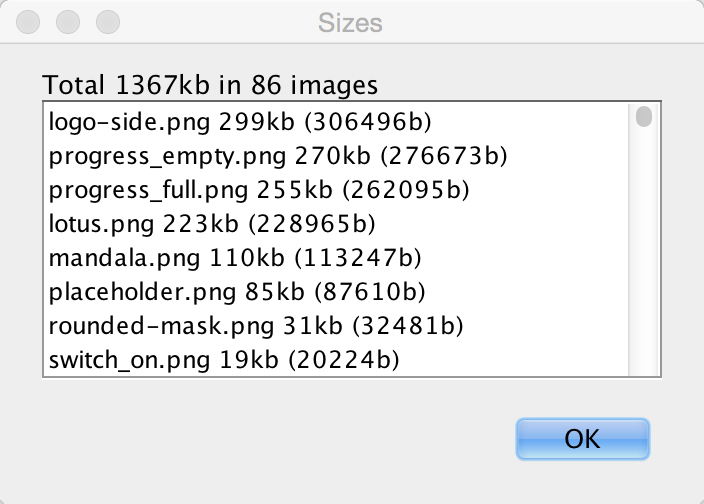 Sizes
Total 1367kb in 86 images
logo-side.png 299kb (306496b)
progress_empty.png 270kb (276673b)
progress_full.png 255kb (262095b)
lotus.png 223kb (228965b)
mandala.png 110kb (113247b)
placeholder.png 85kb (87610b)
rounded-mask.png 31kb (32481b)
switch_on.png 19kb (20224b)
OK